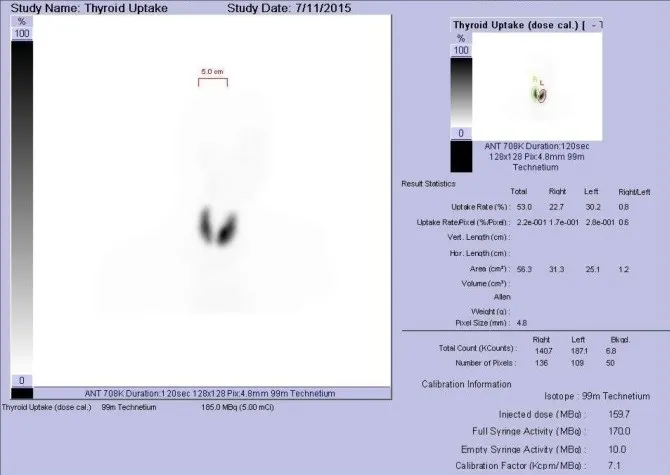 Study Name: Thyroid Uptake Study Date: 7/11/2015
%
100
5.0 cm
0
ANT 708K Duration:120sec 128x128 Pix:4.8mm 99m Technetium
Thyroid Uptake (dose cal.) 99m Technetium 185.0 MBq (5.00 mCi)
Thyroid Uptake (dose cal.) [ - T
%
100
R L
0
ANT 708K Duration:120sec
128x128 Pix:4.8mm 99m
Technetium
Result Statistics
Total Right Left Right/Left
Uptake Rate (%) : 53.0 22.7 30.2 0.8
Uptake Rate/Pixel (%/Pixel) : 2.2e-001 1.7e-001 2.8e-001 0.6
Vert. Length (cm) :
Hor. Length (cm) :
Area (cm²) : 56.3 31.3 25.1 1.2
Volume (cm³) :
Allen
Weight (g) :
Pixel Size (mm) : 4.8
Right Left Bkgd.
Total Count (KCounts) : 140.7 187.1 6.8
Number of Pixels : 136 109 50
Calibration Information
Isotope : 99m Technetium
Injected dose (MBq) : 159.7
Full Syringe Activity (MBq) : 170.0
Empty Syringe Activity (MBq) : 10.0
Calibration Factor (Kcpm/MBq) : 7.1